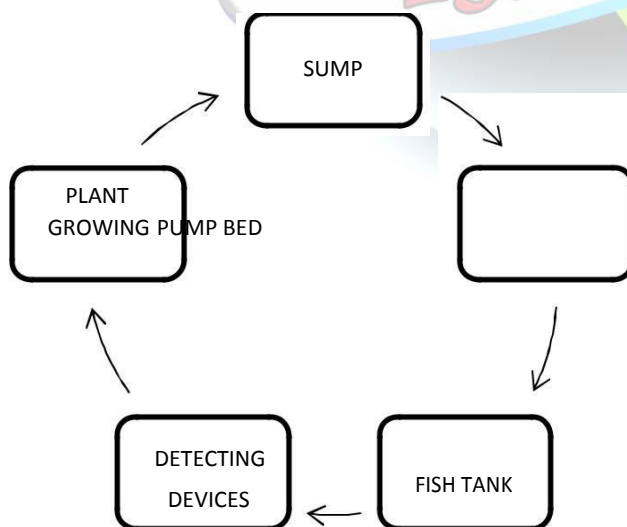 SUMP
PLANT
GROWING PUMP BED
DETECTING
DEVICES
FISH TANK